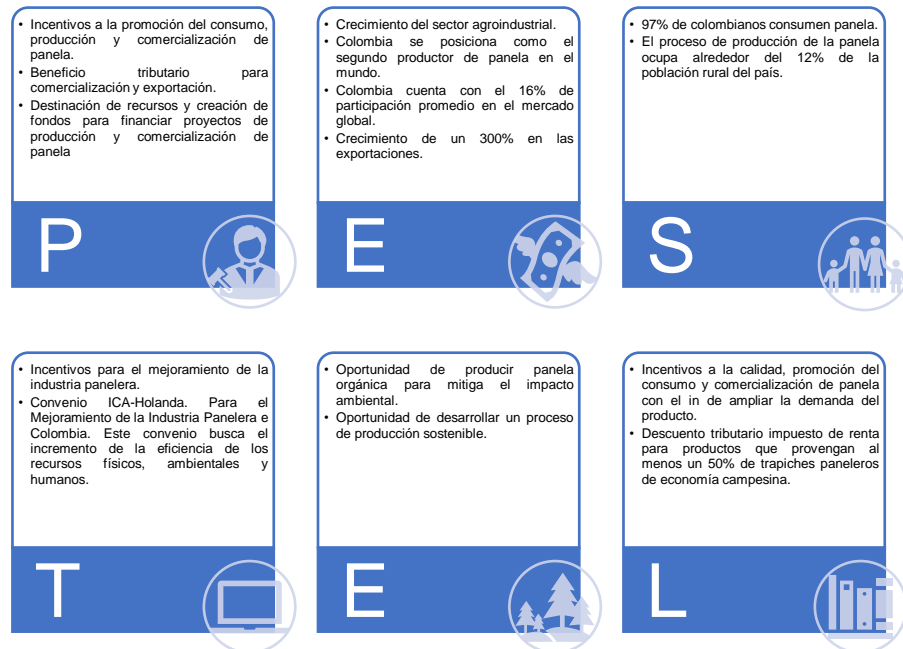 • Incentivos a la promoción del consumo,
producción y comercialización de
panela.
• Beneficio tributario para
comercialización y exportación.
• Destinación de recursos y creación de
fondos para financiar proyectos de
producción y comercialización de
panela
P
• Crecimiento del sector agroindustrial.
• Colombia se posiciona como el
segundo productor de panela en el
mundo.
• Colombia cuenta con el 16% de
participación promedio en el mercado
global.
• Crecimiento de un 300% en las
exportaciones.
E
• 97% de colombianos consumen panela.
• El proceso de producción de la panela
ocupa alrededor del 12% de la
población rural del país.
S
• Incentivos para el mejoramiento de la
industria panelera.
• Convenio ICA-Holanda. Para el
Mejoramiento de la Industria Panelera e
Colombia. Este convenio busca el
incremento de la eficiencia de los
recursos físicos, ambientales y
humanos.
T
• Oportunidad de producir panela
orgánica para mitiga el impacto
ambiental.
• Oportunidad de desarrollar un proceso
de producción sostenible.
E
• Incentivos a la calidad, promoción del
consumo y comercialización de panela
con el in de ampliar la demanda del
producto.
• Descuento tributario impuesto de renta
para productos que provengan al
menos un 50% de trapiches paneleros
de economía campesina.
L